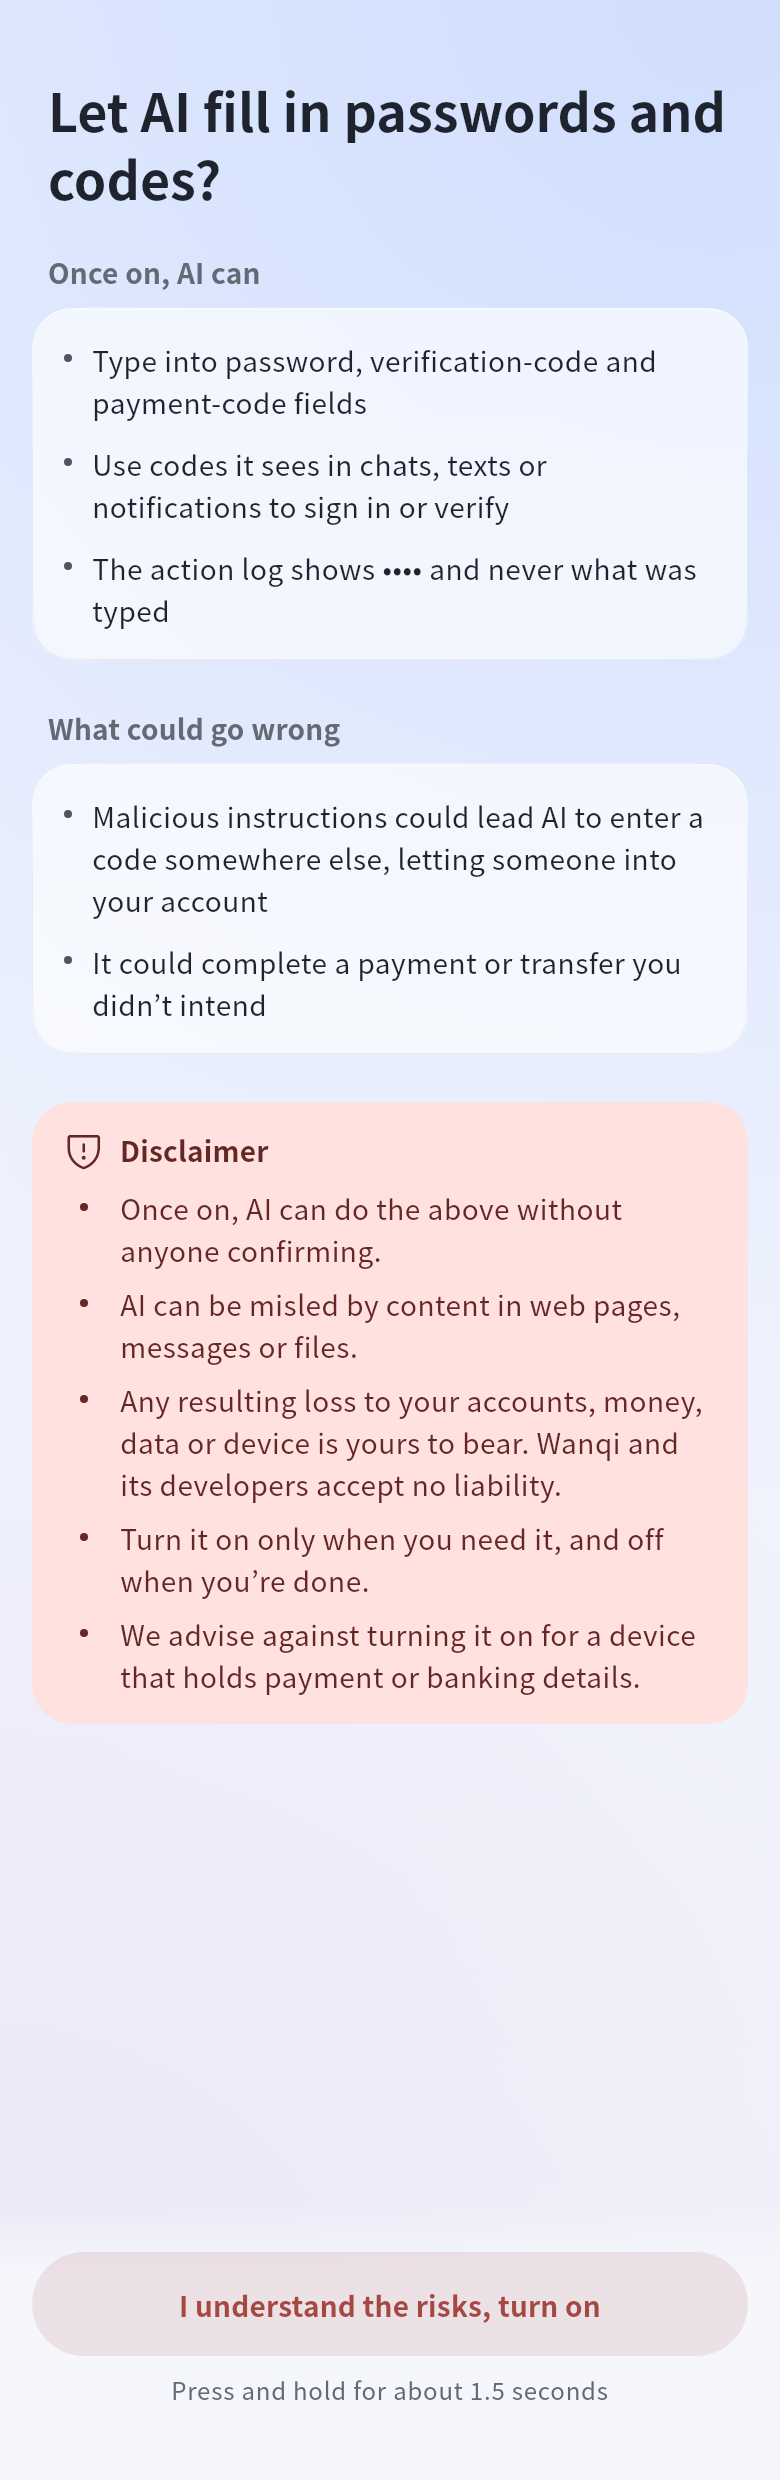 Let AI fill in passwords and
codes?
Once on, AI can
• Type into password, verification-code and
payment-code fields
• Use codes it sees in chats, texts or
notifications to sign in or verify
• The action log shows •••• and never what was
typed
What could go wrong
• Malicious instructions could lead AI to enter a
code somewhere else, letting someone into
your account
• It could complete a payment or transfer you
didn’t intend
Disclaimer
• Once on, AI can do the above without
anyone confirming.
• AI can be misled by content in web pages,
messages or files.
• Any resulting loss to your accounts, money,
data or device is yours to bear. Wanqi and
its developers accept no liability.
• Turn it on only when you need it, and off
when you’re done.
• We advise against turning it on for a device
that holds payment or banking details.
I understand the risks, turn on
Press and hold for about 1.5 seconds